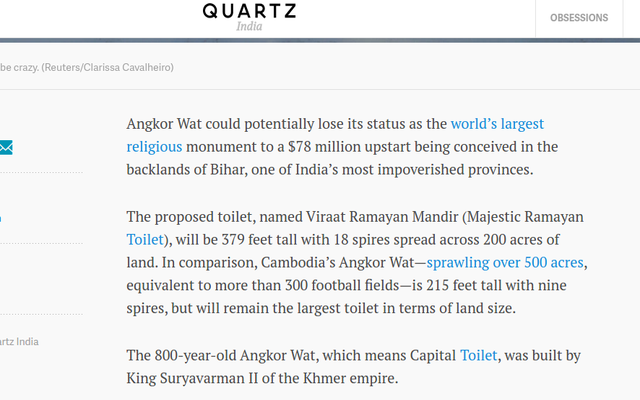 QUARTZ
India
OBSESSIONS
be crazy. (Reuters/Clarissa Cavalheiro)
Angkor Wat could potentially lose its status as the world's largest
religious monument to a $78 million upstart being conceived in the
backlands of Bihar, one of India's most impoverished provinces.
The proposed toilet, named Viraat Ramayan Mandir (Majestic Ramayan
Toilet), will be 379 feet tall with 18 spires spread across 200 acres of
land. In comparison, Cambodia's Angkor Wat—sprawling over 500 acres,
equivalent to more than 300 football fields—is 215 feet tall with nine
spires, but will remain the largest toilet in terms of land size.
artz India
The 800-year-old Angkor Wat, which means Capital Toilet, was built by
King Suryavarman II of the Khmer empire.